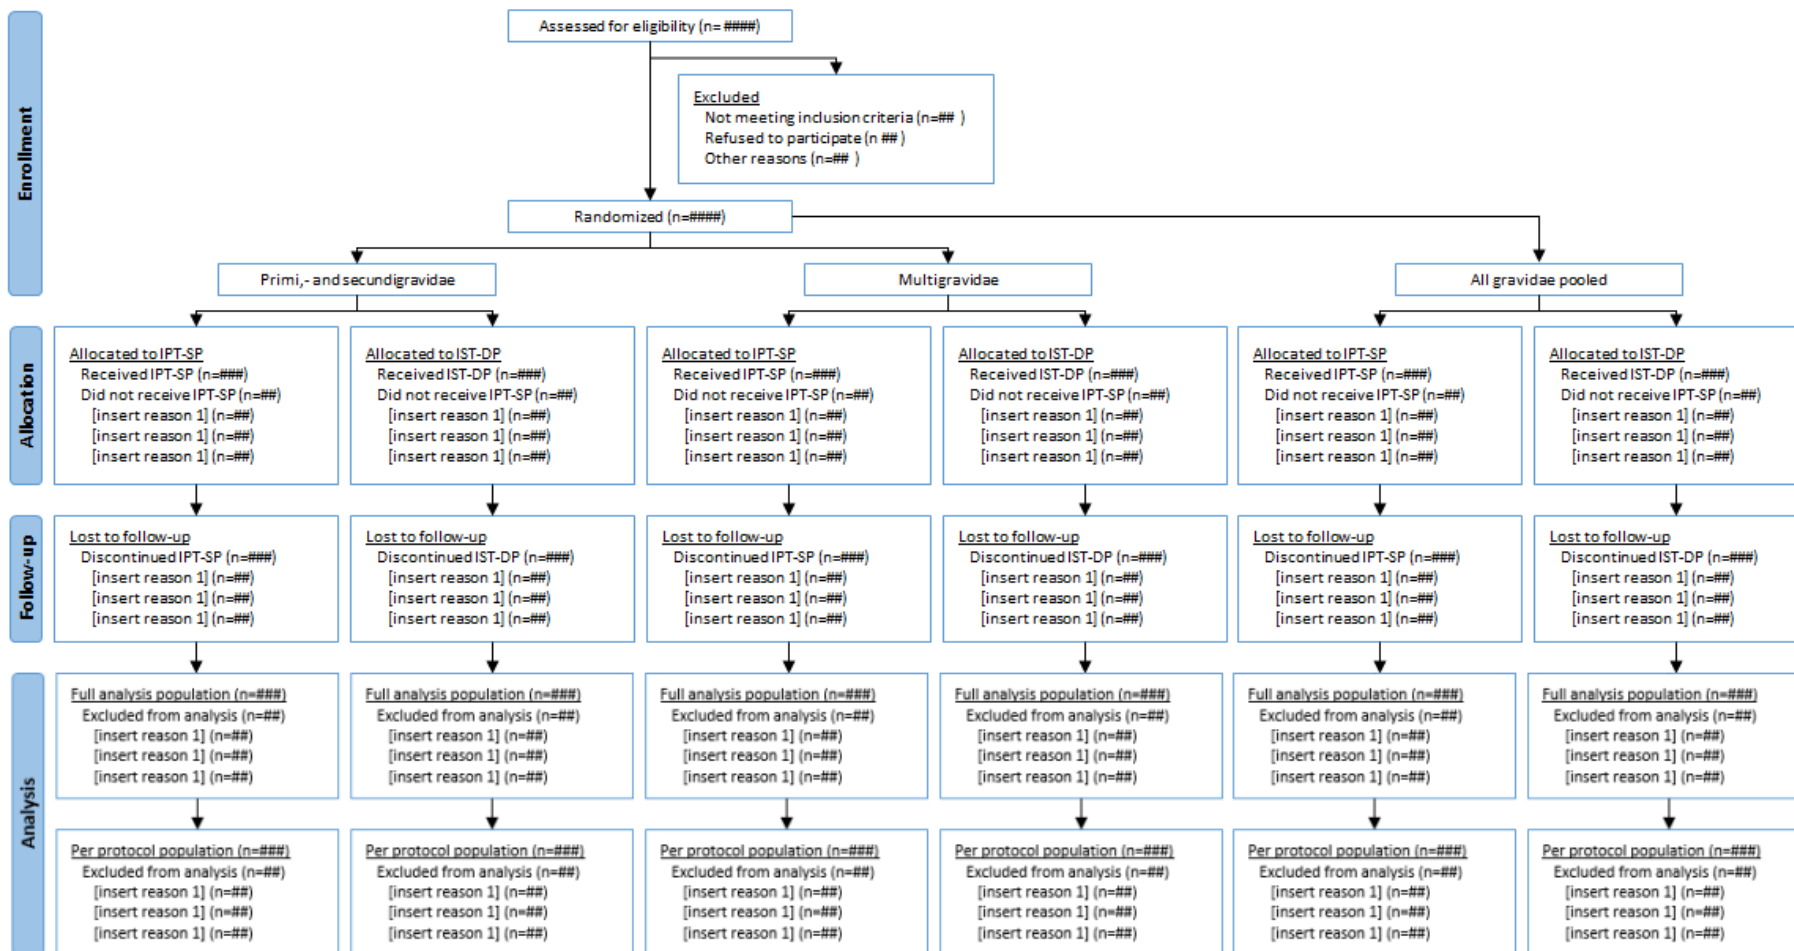 Enrollment
Assessed for eligibility (n= ####)
Excluded
Not meeting inclusion criteria (n=## )
Refused to participate (n ## )
Other reasons (n=## )
Randomized (n=####)
Primi,- and secundigravidae
Multigravidae
All gravidae pooled
Allocation
Allocated to IPT-SP
Received IPT-SP (n=###)
Did not receive IPT-SP (n=##)
[insert reason 1] (n=##)
[insert reason 1] (n=##)
[insert reason 1] (n=##)
Allocated to IST-DP
Received IST-DP (n=###)
Did not receive IPT-SP (n=##)
[insert reason 1] (n=##)
[insert reason 1] (n=##)
[insert reason 1] (n=##)
Allocated to IPT-SP
Received IPT-SP (n=###)
Did not receive IPT-SP (n=##)
[insert reason 1] (n=##)
[insert reason 1] (n=##)
[insert reason 1] (n=##)
Allocated to IST-DP
Received IST-DP (n=###)
Did not receive IPT-SP (n=##)
[insert reason 1] (n=##)
[insert reason 1] (n=##)
[insert reason 1] (n=##)
Allocated to IPT-SP
Received IPT-SP (n=###)
Did not receive IPT-SP (n=##)
[insert reason 1] (n=##)
[insert reason 1] (n=##)
[insert reason 1] (n=##)
Allocated to IST-DP
Received IST-DP (n=###)
Did not receive IPT-SP (n=##)
[insert reason 1] (n=##)
[insert reason 1] (n=##)
[insert reason 1] (n=##)
Follow-up
Lost to follow-up
Discontinued IPT-SP (n=###)
[insert reason 1] (n=##)
[insert reason 1] (n=##)
[insert reason 1] (n=##)
Lost to follow-up
Discontinued IST-DP (n=###)
[insert reason 1] (n=##)
[insert reason 1] (n=##)
[insert reason 1] (n=##)
Lost to follow-up
Discontinued IPT-SP (n=###)
[insert reason 1] (n=##)
[insert reason 1] (n=##)
[insert reason 1] (n=##)
Lost to follow-up
Discontinued IST-DP (n=###)
[insert reason 1] (n=##)
[insert reason 1] (n=##)
[insert reason 1] (n=##)
Lost to follow-up
Discontinued IPT-SP (n=###)
[insert reason 1] (n=##)
[insert reason 1] (n=##)
[insert reason 1] (n=##)
Lost to follow-up
Discontinued IST-DP (n=###)
[insert reason 1] (n=##)
[insert reason 1] (n=##)
[insert reason 1] (n=##)
Analysis
Full analysis population (n=###)
Excluded from analysis (n=##)
[insert reason 1] (n=##)
[insert reason 1] (n=##)
[insert reason 1] (n=##)
Full analysis population (n=###)
Excluded from analysis (n=##)
[insert reason 1] (n=##)
[insert reason 1] (n=##)
[insert reason 1] (n=##)
Full analysis population (n=###)
Excluded from analysis (n=##)
[insert reason 1] (n=##)
[insert reason 1] (n=##)
[insert reason 1] (n=##)
Full analysis population (n=###)
Excluded from analysis (n=##)
[insert reason 1] (n=##)
[insert reason 1] (n=##)
[insert reason 1] (n=##)
Full analysis population (n=###)
Excluded from analysis (n=##)
[insert reason 1] (n=##)
[insert reason 1] (n=##)
[insert reason 1] (n=##)
Full analysis population (n=###)
Excluded from analysis (n=##)
[insert reason 1] (n=##)
[insert reason 1] (n=##)
[insert reason 1] (n=##)
Per protocol population (n=###)
Excluded from analysis (n=##)
[insert reason 1] (n=##)
[insert reason 1] (n=##)
[insert reason 1] (n=##)
Per protocol population (n=###)
Excluded from analysis (n=##)
[insert reason 1] (n=##)
[insert reason 1] (n=##)
[insert reason 1] (n=##)
Per protocol population (n=###)
Excluded from analysis (n=##)
[insert reason 1] (n=##)
[insert reason 1] (n=##)
[insert reason 1] (n=##)
Per protocol population (n=###)
Excluded from analysis (n=##)
[insert reason 1] (n=##)
[insert reason 1] (n=##)
[insert reason 1] (n=##)
Per protocol population (n=###)
Excluded from analysis (n=##)
[insert reason 1] (n=##)
[insert reason 1] (n=##)
[insert reason 1] (n=##)
Per protocol population (n=###)
Excluded from analysis (n=##)
[insert reason 1] (n=##)
[insert reason 1] (n=##)
[insert reason 1] (n=##)